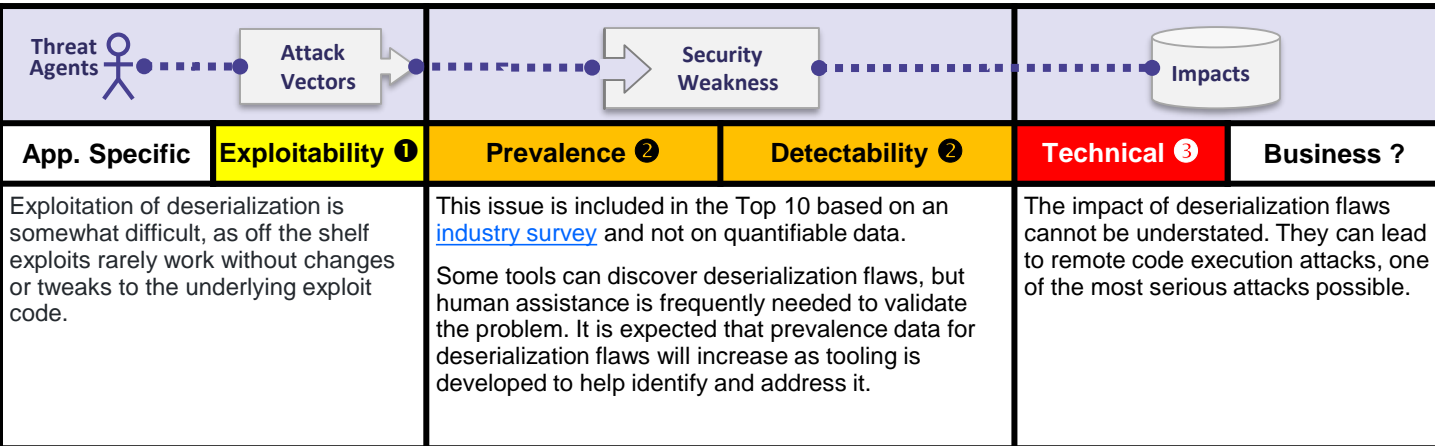 Threat
Agents
Attack
Vectors
Security
Weakness
Impacts
App. Specific
Exploitability ❶
Prevalence ❷
Detectability ❷
Technical ③
Business ?
Exploitation of deserialization is
somewhat difficult, as off the shelf
exploits rarely work without changes
or tweaks to the underlying exploit
code.
This issue is included in the Top 10 based on an
industry survey and not on quantifiable data.
Some tools can discover deserialization flaws, but
human assistance is frequently needed to validate
the problem. It is expected that prevalence data for
deserialization flaws will increase as tooling is
developed to help identify and address it.
The impact of deserialization flaws
cannot be understated. They can lead
to remote code execution attacks, one
of the most serious attacks possible.